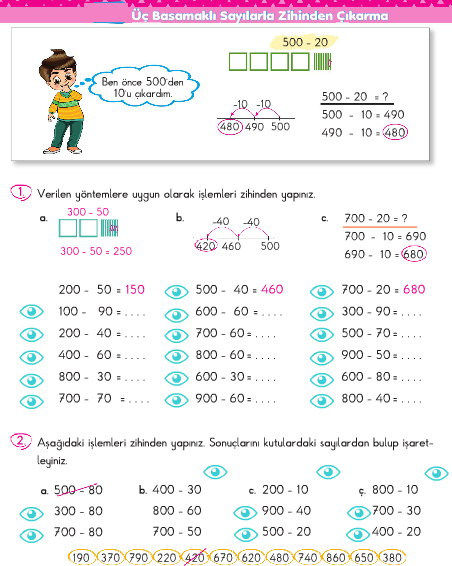 Üç Basamaklı Sayılarla Zihinden Çıkarma
500 - 20
Ben önce 500'den
10'u çıkardım.
-10 -10
480 490 500
500 - 20 = ?
500 - 10 = 490
490 - 10 = 480
1. Verilen yöntemlere uygun olarak işlemleri zihinden yapınız.
a. 300 - 50
300 - 50 = 250
b. -40 -40
420 460 500
c. 700 - 20 = ?
700 - 10 = 690
690 - 10 = 680
200 - 50 = 150 500 - 40 = 460 700 - 20 = 680
100 - 90 = .... 600 - 60 = .... 300 - 90 = ....
200 - 40 = .... 700 - 60 = .... 500 - 70 = ....
400 - 60 = .... 800 - 60 = .... 900 - 50 = ....
800 - 30 = .... 600 - 30 = .... 600 - 80 = ....
700 - 70 = .... 900 - 60 = .... 800 - 40 = ....
2. Aşağıdaki işlemleri zihinden yapınız. Sonuçlarını kutulardaki sayılardan bulup işaret-
leyiniz.
a. 500 - 80 b. 400 - 30 c. 200 - 10 ç. 800 - 10
300 - 80 800 - 60 900 - 40 700 - 30
700 - 80 700 - 50 500 - 20 400 - 20
190 370 790 220 420 670 620 480 740 860 650 380